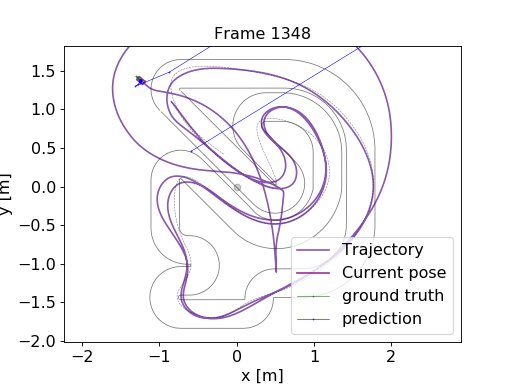 Frame 1348
1.5
1.0
0.5
0.0
−0.5
−1.0
−1.5
−2.0
y [m]
Trajectory
Current pose
ground truth
prediction
−2
−1
0
1
2
x [m]